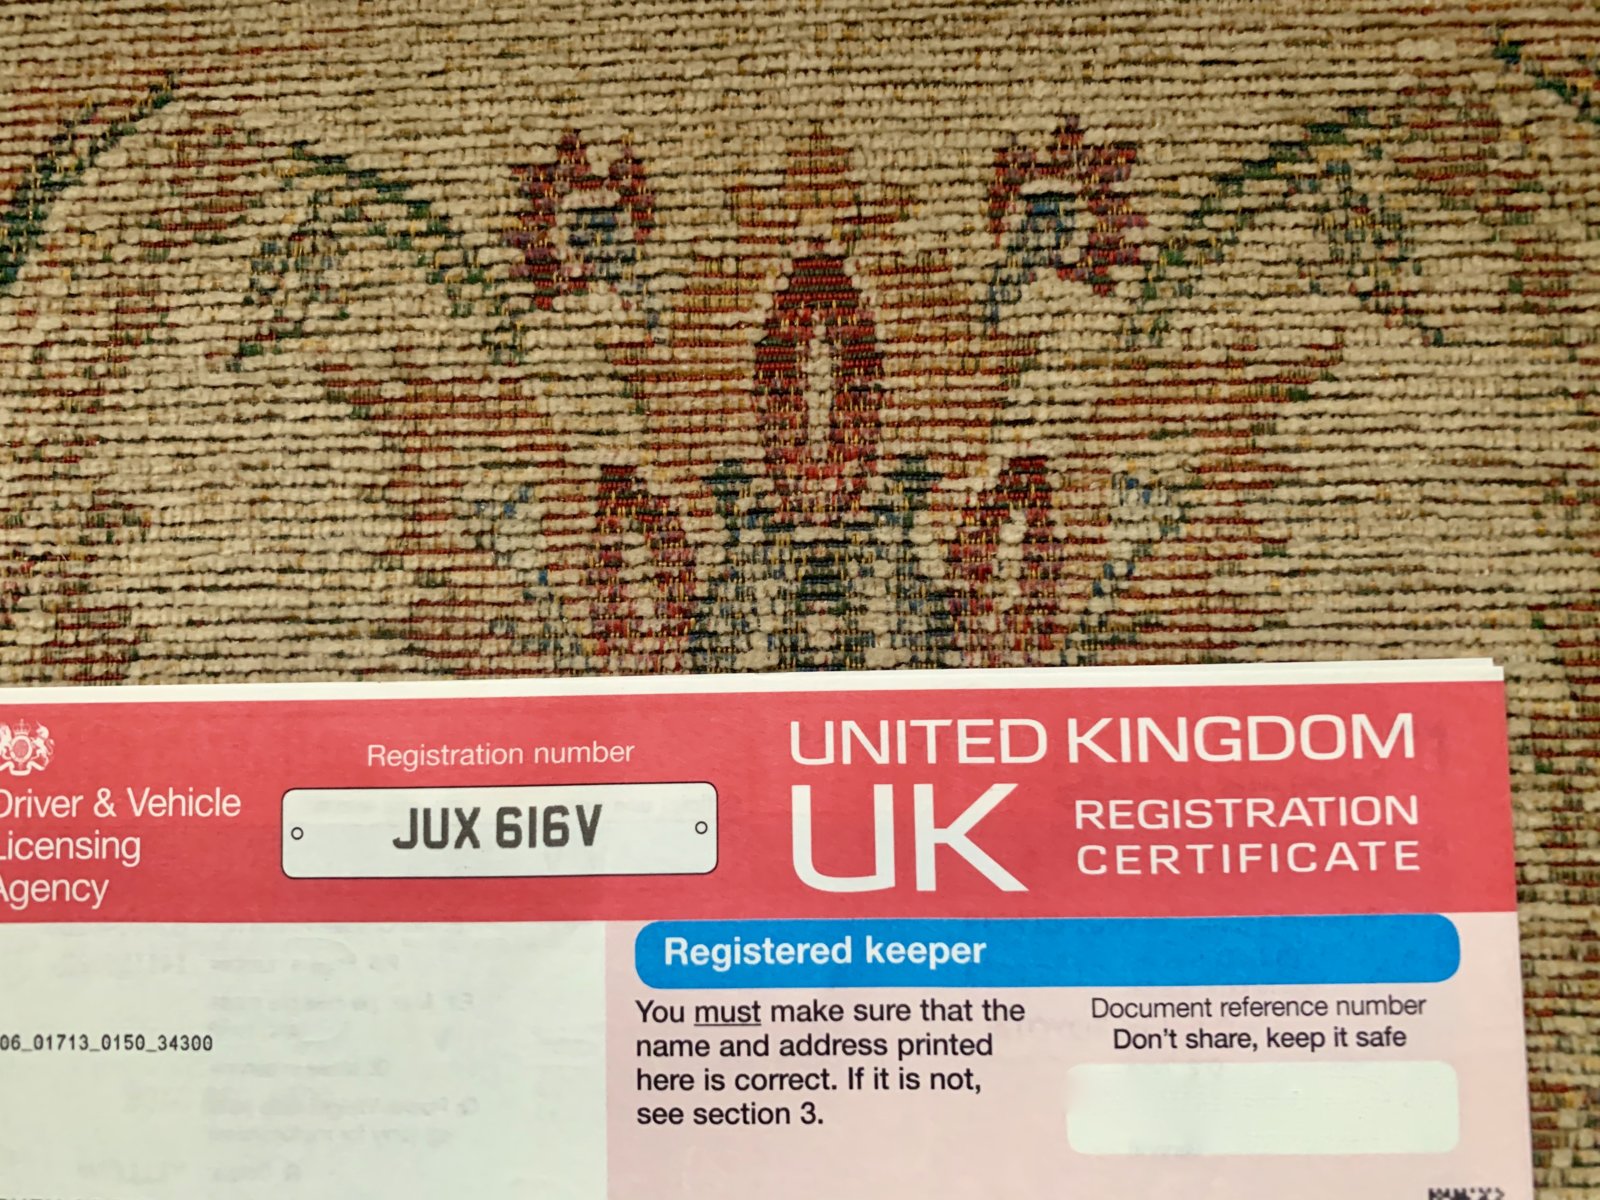 Driver & Vehicle
Licensing
Agency
Registration number
JUX 616V
UNITED KINGDOM
UK
REGISTRATION
CERTIFICATE
06_01713_0150_34300
Registered keeper
You must make sure that the
name and address printed
here is correct. If it is not,
see section 3.
Document reference number
Don't share, keep it safe